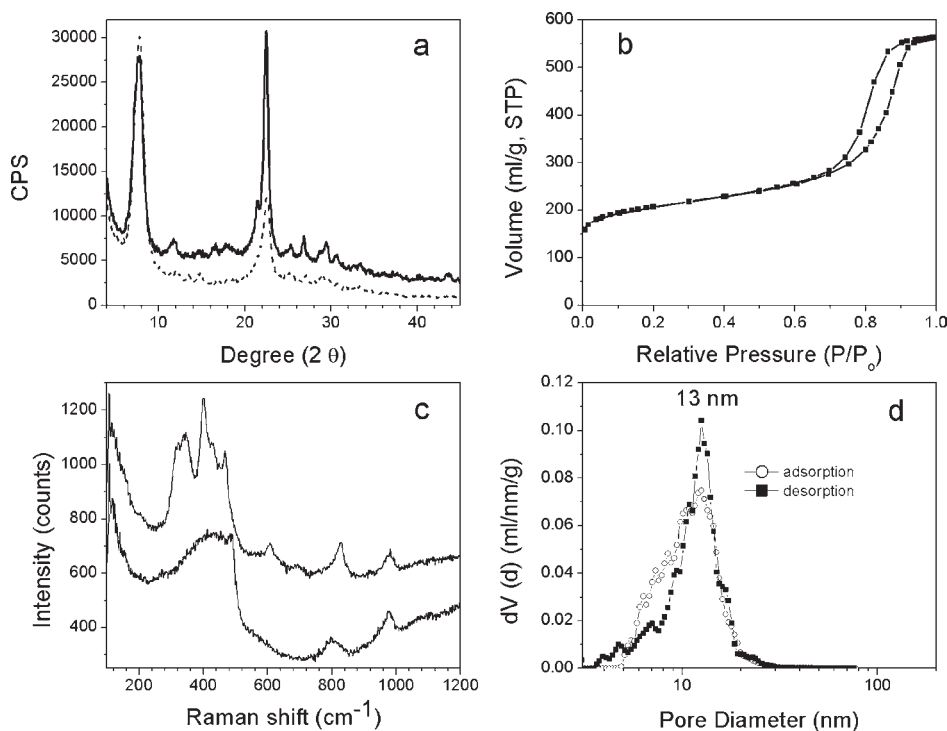 a
30000
25000
20000
15000
10000
5000
0
CPS
10 20 30 40
Degree (2 θ)
b
600
500
400
300
200
100
0
Volume (ml/g, STP)
0.0 0.2 0.4 0.6 0.8 1.0
Relative Pressure (P/Po)
c
1200
1000
800
600
400
Intensity (counts)
200 400 600 800 1000 1200
Raman shift (cm-1)
d
13 nm
adsorption
desorption
0.12
0.10
0.08
0.06
0.04
0.02
0.00
dV (d) (ml/nm/g)
10 100
Pore Diameter (nm)